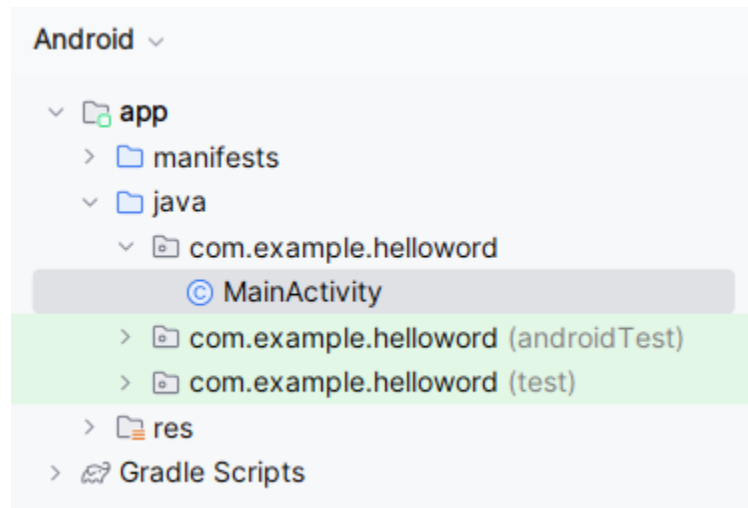 Android
app
manifests
java
com.example.helloword
MainActivity
com.example.helloword (androidTest)
com.example.helloword (test)
res
Gradle Scripts